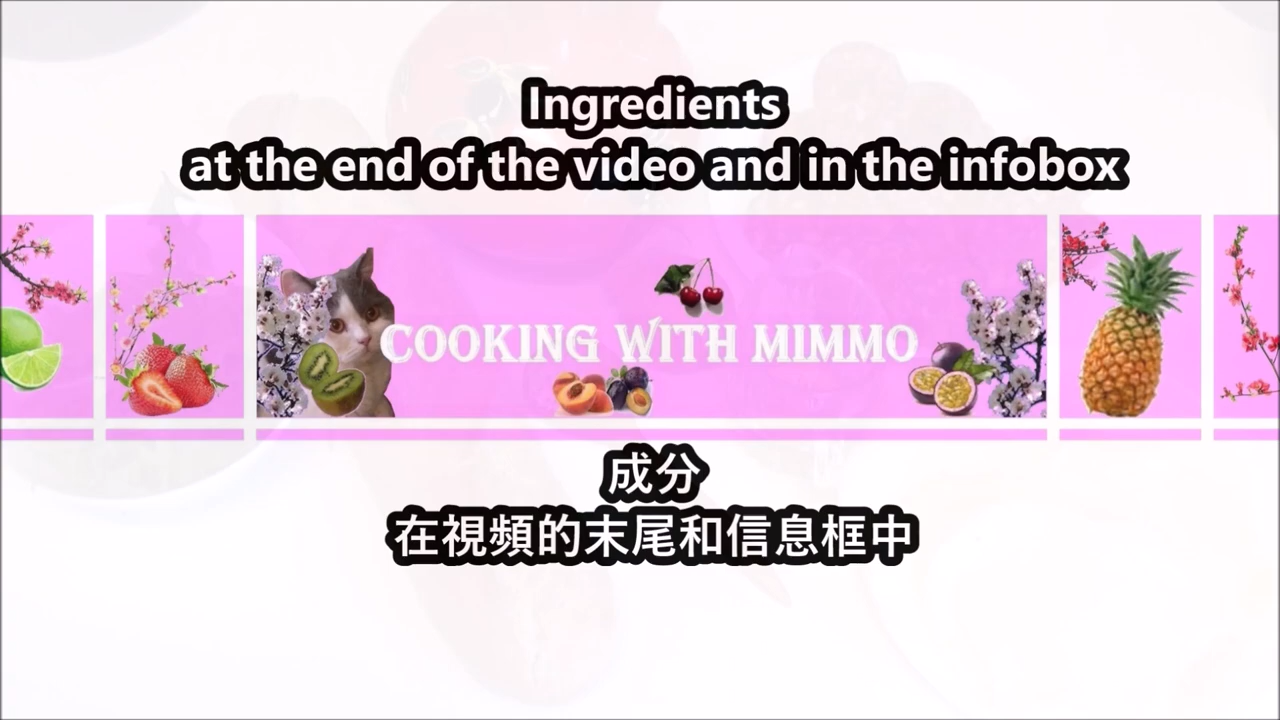 Ingredients
at the end of the video and in the infobox
COOKING WITH MIMMO
成分
在視頻的末尾和信息框中